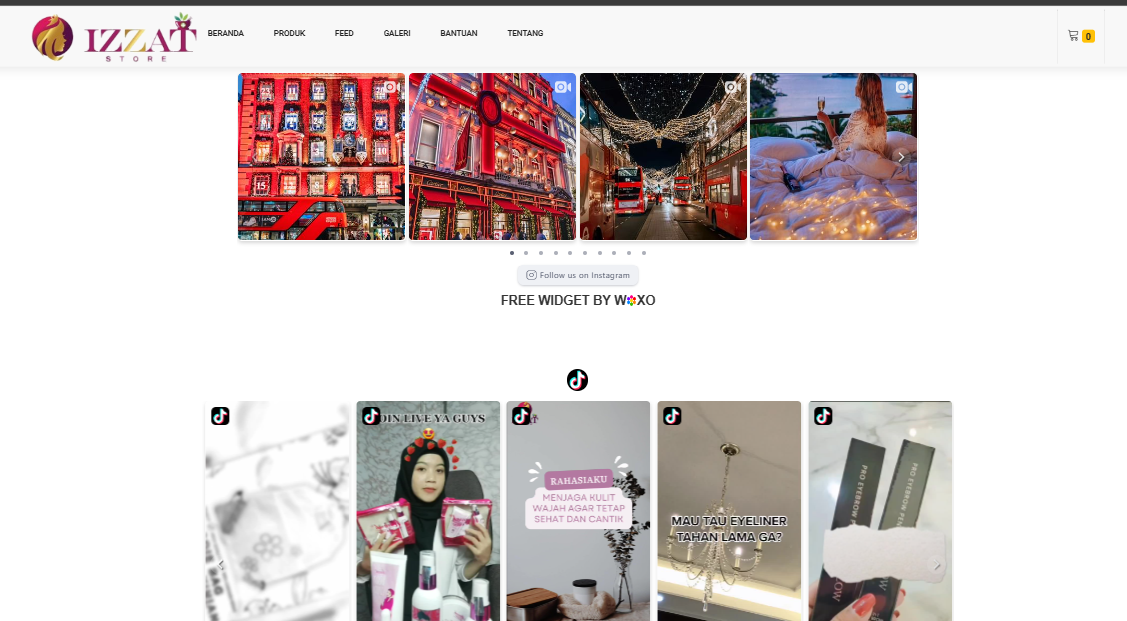 IZZAT
STORE
BERANDA
PRODUK
FEED
GALERI
BANTUAN
TENTANG
0
Follow us on Instagram
FREE WIDGET BY WOXO
DIN LIVE YA GUYS
RAHASIAKU
MENJAGA KULIT
WAJAH AGAR TETAP
SEHAT DAN CANTIK
MAU TAU EYELINER
TAHAN LAMA GA?
PRO EYEBROW
PRO EYEBROW PEN